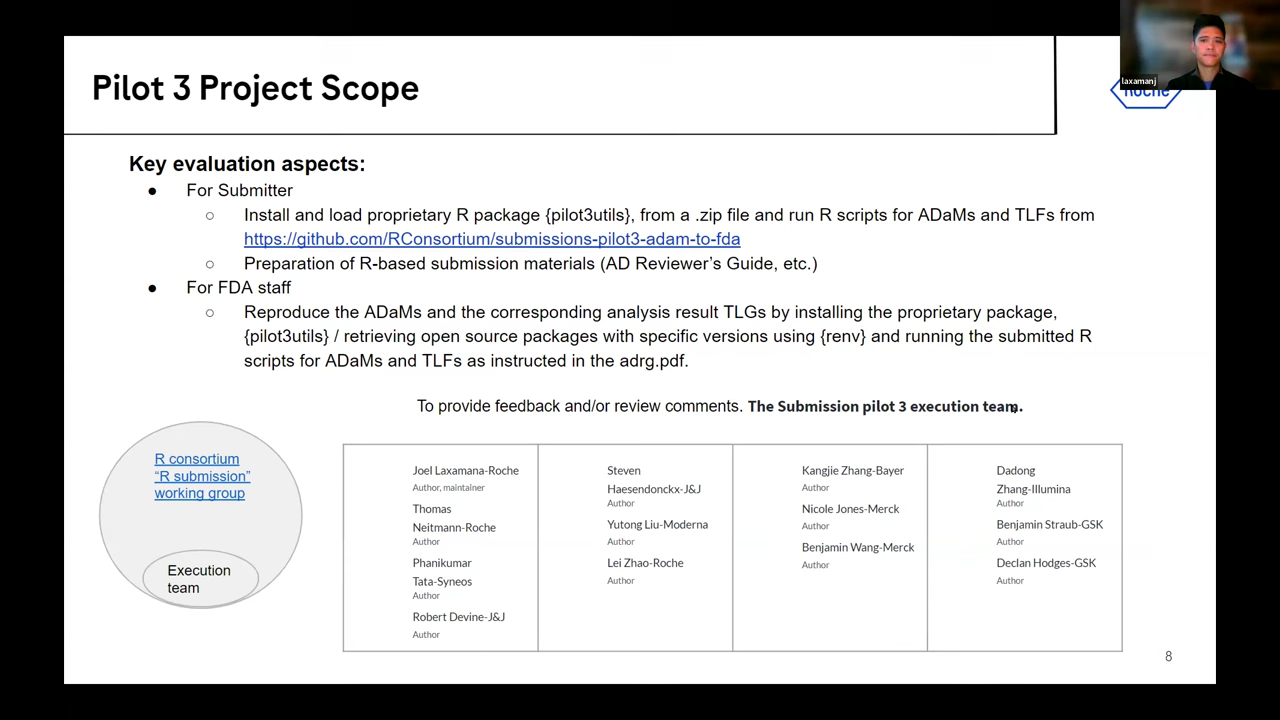 laxamanj
Roche
Pilot 3 Project Scope
Key evaluation aspects:
● For Submitter
○ Install and load proprietary R package {pilot3utils}, from a .zip file and run R scripts for ADaMs and TLFs from
https://github.com/RConsortium/submissions-pilot3-adam-to-fda
○ Preparation of R-based submission materials (AD Reviewer’s Guide, etc.)
● For FDA staff
○ Reproduce the ADaMs and the corresponding analysis result TLGs by installing the proprietary package,
{pilot3utils} / retrieving open source packages with specific versions using {renv} and running the submitted R
scripts for ADaMs and TLFs as instructed in the adrg.pdf.
To provide feedback and/or review comments. The Submission pilot 3 execution team.
R consortium
“R submission”
working group
Execution
team
Joel Laxamana-Roche
Author, maintainer
Thomas
Neitmann-Roche
Author
Phanikumar
Tata-Syneos
Author
Robert Devine-J&J
Author
Steven
Haesendonckx-J&J
Author
Yutong Liu-Moderna
Author
Lei Zhao-Roche
Author
Kangjie Zhang-Bayer
Author
Nicole Jones-Merck
Author
Benjamin Wang-Merck
Author
Dadong
Zhang-Illumina
Author
Benjamin Straub-GSK
Author
Declan Hodges-GSK
Author
8